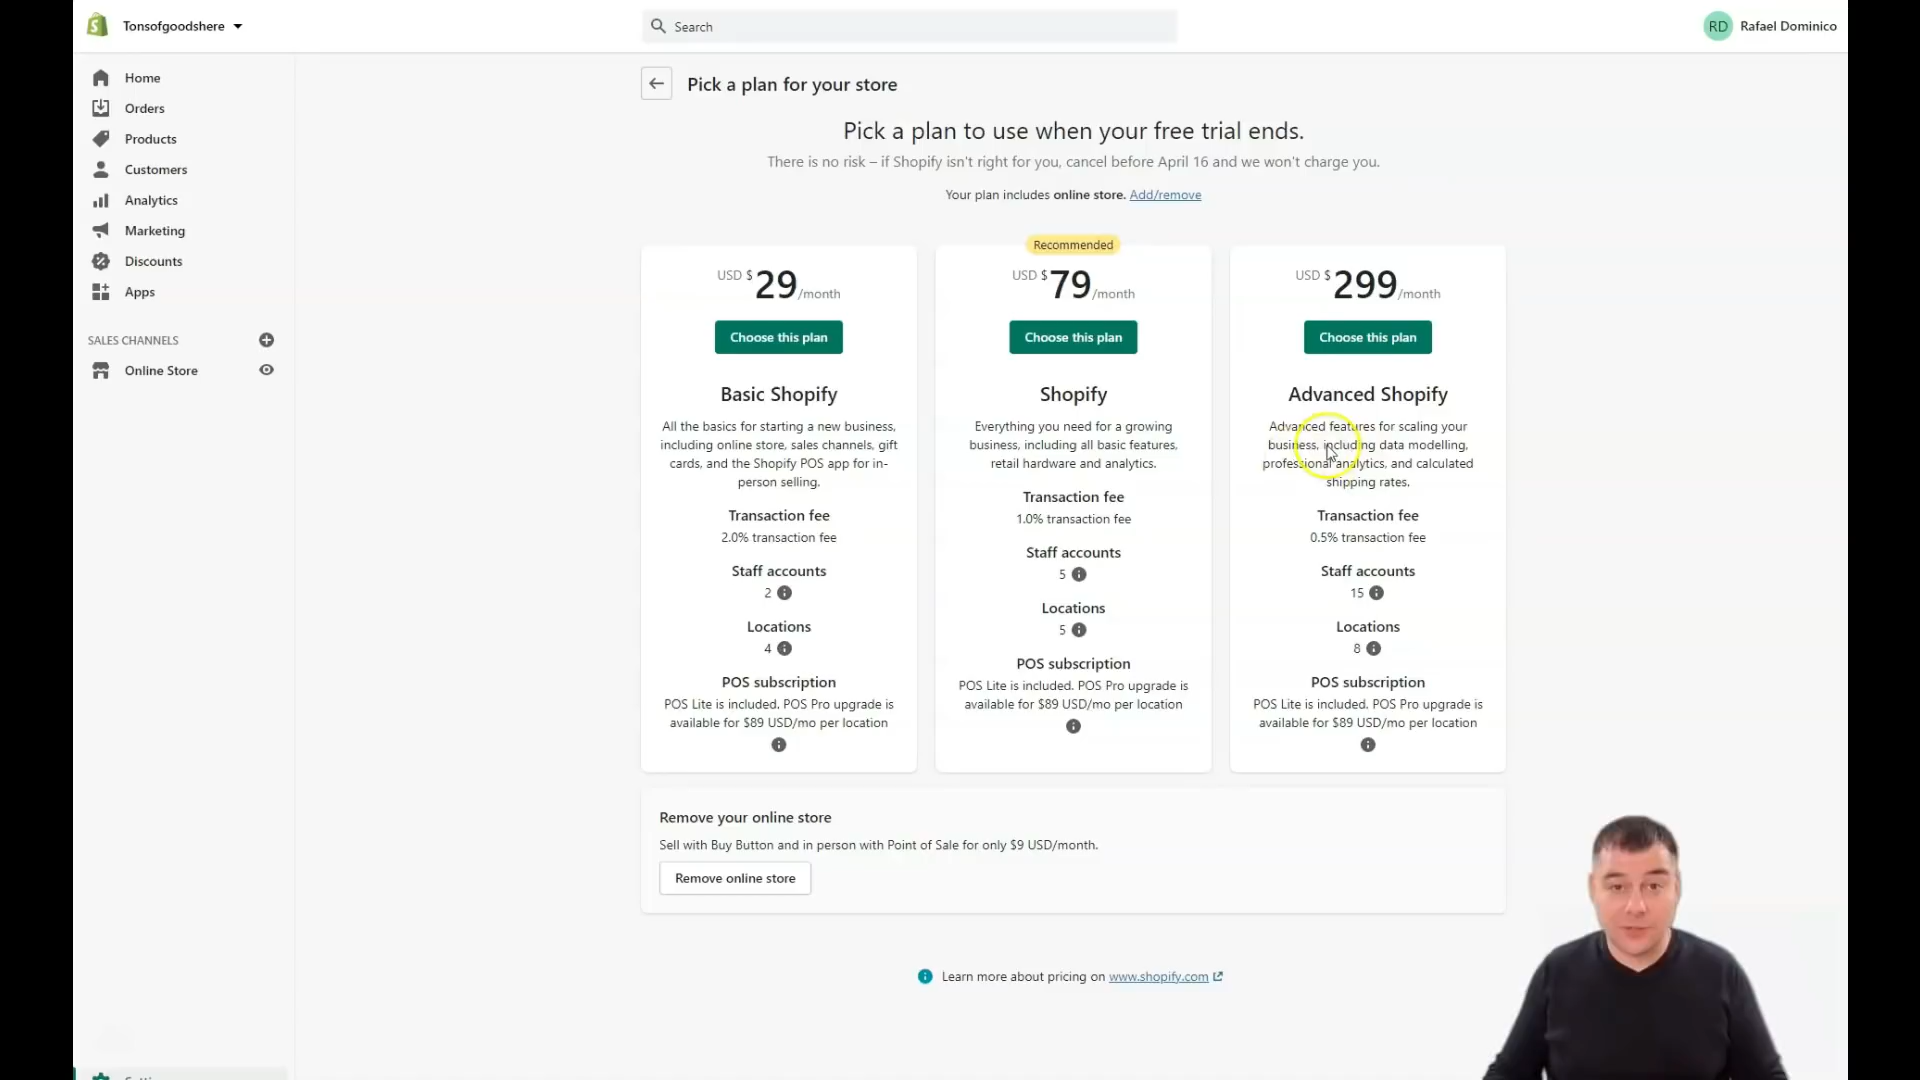 Tonsofgoodshere
Search
RD Rafael Dominico
Home
Orders
Products
Customers
Analytics
Marketing
Discounts
Apps
SALES CHANNELS
Online Store
Pick a plan for your store
Pick a plan to use when your free trial ends.
There is no risk – if Shopify isn't right for you, cancel before April 16 and we won't charge you.
Your plan includes online store. Add/remove
USD $ 29 /month
Choose this plan
Basic Shopify
All the basics for starting a new business,
including online store, sales channels, gift
cards, and the Shopify POS app for in-
person selling.
Transaction fee
2.0% transaction fee
Staff accounts
2
Locations
4
POS subscription
POS Lite is included. POS Pro upgrade is
available for $89 USD/mo per location
Recommended
USD $ 79 /month
Choose this plan
Shopify
Everything you need for a growing
business, including all basic features,
retail hardware and analytics.
Transaction fee
1.0% transaction fee
Staff accounts
5
Locations
5
POS subscription
POS Lite is included. POS Pro upgrade is
available for $89 USD/mo per location
USD $ 299 /month
Choose this plan
Advanced Shopify
Advanced features for scaling your
business, including data modelling,
professional analytics, and calculated
shipping rates.
Transaction fee
0.5% transaction fee
Staff accounts
15
Locations
8
POS subscription
POS Lite is included. POS Pro upgrade is
available for $89 USD/mo per location
Remove your online store
Sell with Buy Button and in person with Point of Sale for only $9 USD/month.
Remove online store
Learn more about pricing on www.shopify.com